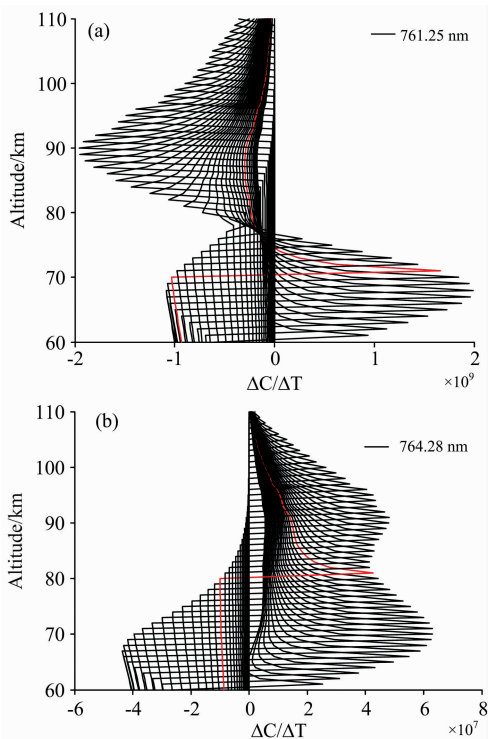 (a)
761.25 nm
110
100
90
80
70
60
Altitude/km
-2 -1 0 1 2
×10⁹
ΔC/ΔT
(b)
764.28 nm
110
100
90
80
70
60
Altitude/km
-6 -4 -2 0 2 4 6 8
×10⁷
ΔC/ΔT